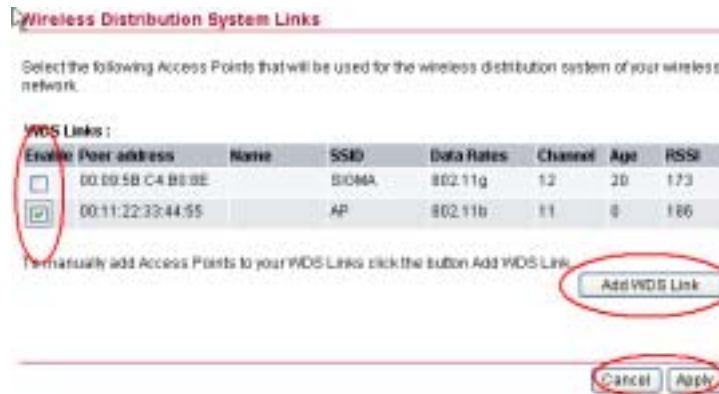 Wireless Distribution System Links
Select the following Access Points that will be used for the wireless distribution system of your wireless
network.
WDS Links :
Enable Peer address Name SSID Data Rates Channel Age RSSI
00:09:5B:C4:B0:8E SIGMA 802.11g 12 20 173
00:11:22:33:44:55 AP 802.11b 11 0 186
To manually add Access Points to your WDS Links click the button Add WDS Link
Add WDS Link
Cancel Apply